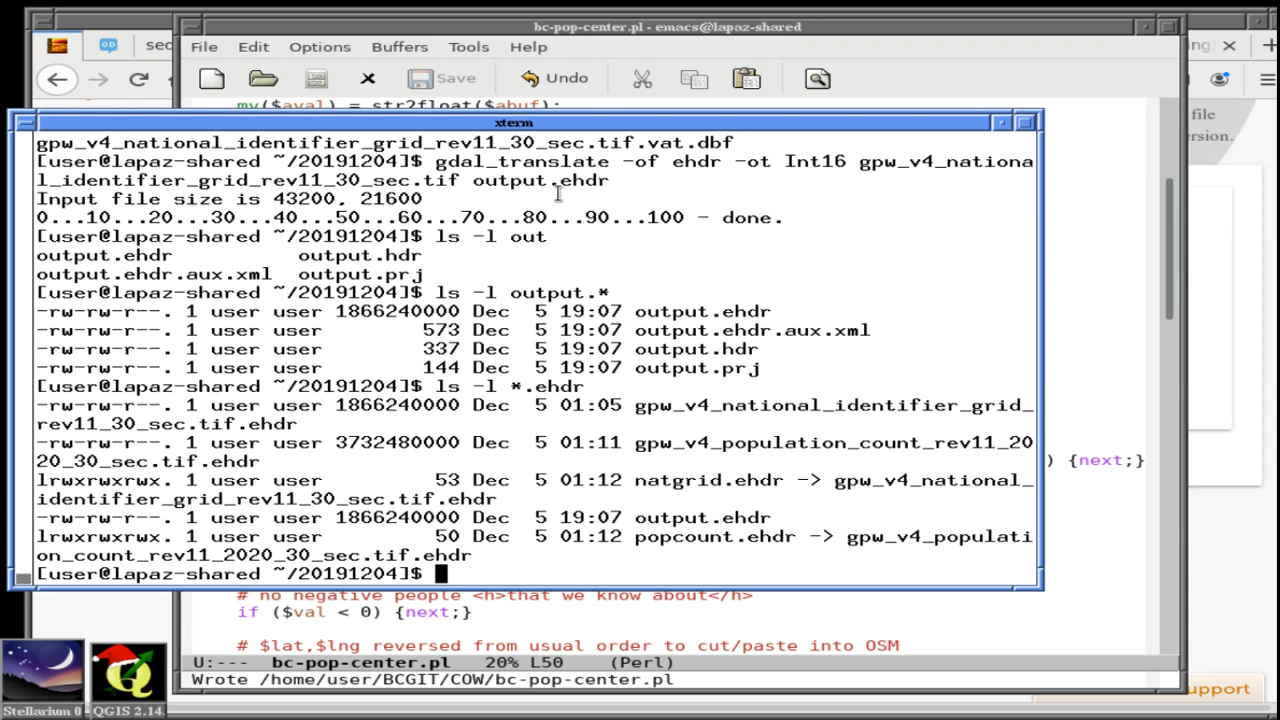 bc-pop-center.pl - emacs@lapaz-shared
sec
ing)
File Edit Options Buffers Tools Help
Save Undo
my($aval) = str2float($abuf);
file
version.
xterm
gpw_v4_national_identifier_grid_rev11_30_sec.tif.vat.dbf
[user@lapaz-shared ~/20191204]$ gdal_translate -of ehdr -ot Int16 gpw_v4_nationa
l_identifier_grid_rev11_30_sec.tif output.ehdr
Input file size is 43200, 21600
0...10...20...30...40...50...60...70...80...90...100 - done.
[user@lapaz-shared ~/20191204]$ ls -l out
output.ehdr output.hdr
output.ehdr.aux.xml output.prj
[user@lapaz-shared ~/20191204]$ ls -l output.*
-rw-rw-r--. 1 user user 1866240000 Dec 5 19:07 output.ehdr
-rw-rw-r--. 1 user user 573 Dec 5 19:07 output.ehdr.aux.xml
-rw-rw-r--. 1 user user 337 Dec 5 19:07 output.hdr
-rw-rw-r--. 1 user user 144 Dec 5 19:07 output.prj
[user@lapaz-shared ~/20191204]$ ls -l *.ehdr
-rw-rw-r--. 1 user user 1866240000 Dec 5 01:05 gpw_v4_national_identifier_grid_
rev11_30_sec.tif.ehdr
-rw-rw-r--. 1 user user 3732480000 Dec 5 01:11 gpw_v4_population_count_rev11_20
20_30_sec.tif.ehdr
lrwxrwxrwx. 1 user user 53 Dec 5 01:12 natgrid.ehdr -> gpw_v4_national_
identifier_grid_rev11_30_sec.tif.ehdr
-rw-rw-r--. 1 user user 1866240000 Dec 5 19:07 output.ehdr
lrwxrwxrwx. 1 user user 50 Dec 5 01:12 popcount.ehdr -> gpw_v4_populati
on_count_rev11_2020_30_sec.tif.ehdr
[user@lapaz-shared ~/20191204]$
) {next;}
# no negative people <h>that we know about</h>
if ($val < 0) {next;}
# $lat,$lng reversed from usual order to cut/paste into OSM
U:--- bc-pop-center.pl 20% L50 (Perl)
Wrote /home/user/BCGIT/COW/bc-pop-center.pl
upport
Stellarium 0 QGIS 2.14.